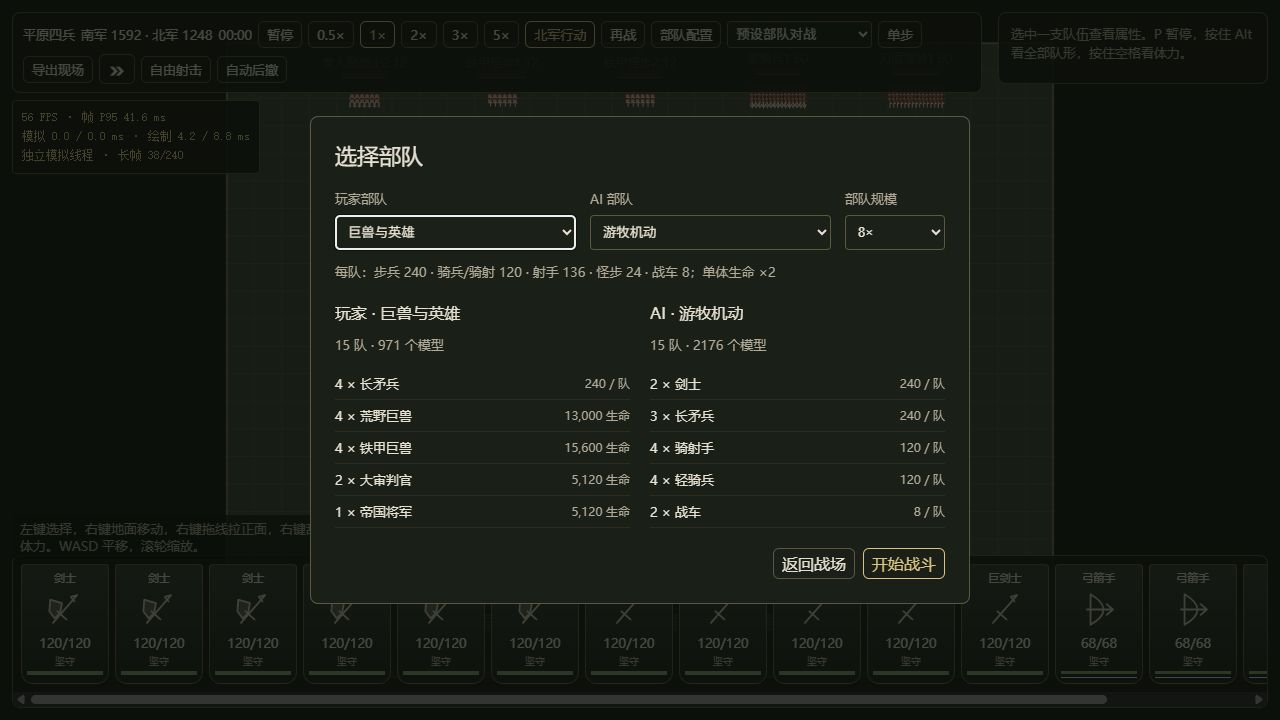 平原四兵 南军 1592 · 北军 1248 00:00 暂停 0.5× 1× 2× 3× 5× 北军行动 再战 部队配置 预设部队对战 单步
导出现场 » 自由射击 自动后撤
选中一支队伍查看属性。P 暂停，按住 Alt
看全部队形，按住空格看体力。
56 FPS · 帧 P95 41.6 ms
模拟 0.0 / 0.0 ms · 绘制 4.2 / 8.8 ms
独立模拟线程 · 长帧 38/240
选择部队
玩家部队 AI 部队 部队规模
巨兽与英雄 游牧机动 8×
每队：步兵 240 · 骑兵/骑射 120 · 射手 136 · 怪步 24 · 战车 8；单体生命 ×2
玩家 · 巨兽与英雄 AI · 游牧机动
15 队 · 971 个模型 15 队 · 2176 个模型
4 × 长矛兵 240 / 队 2 × 剑士 240 / 队
4 × 荒野巨兽 13,000 生命 3 × 长矛兵 240 / 队
4 × 铁甲巨兽 15,600 生命 4 × 骑射手 120 / 队
2 × 大审判官 5,120 生命 4 × 轻骑兵 120 / 队
1 × 帝国将军 5,120 生命 2 × 战车 8 / 队
返回战场 开始战斗
左键选择，右键地面移动，右键拖线拉正面，右键
体力。WASD 平移，滚轮缩放。
剑士 剑士 剑士 巨剑士 弓箭手 弓箭手
120/120 120/120 120/120 120/120 120/120 120/120 120/120 120/120 120/120 120/120 120/120 68/68 68/68
坚守 坚守 坚守 坚守 坚守 坚守 坚守 坚守 坚守 坚守 坚守 坚守 坚守